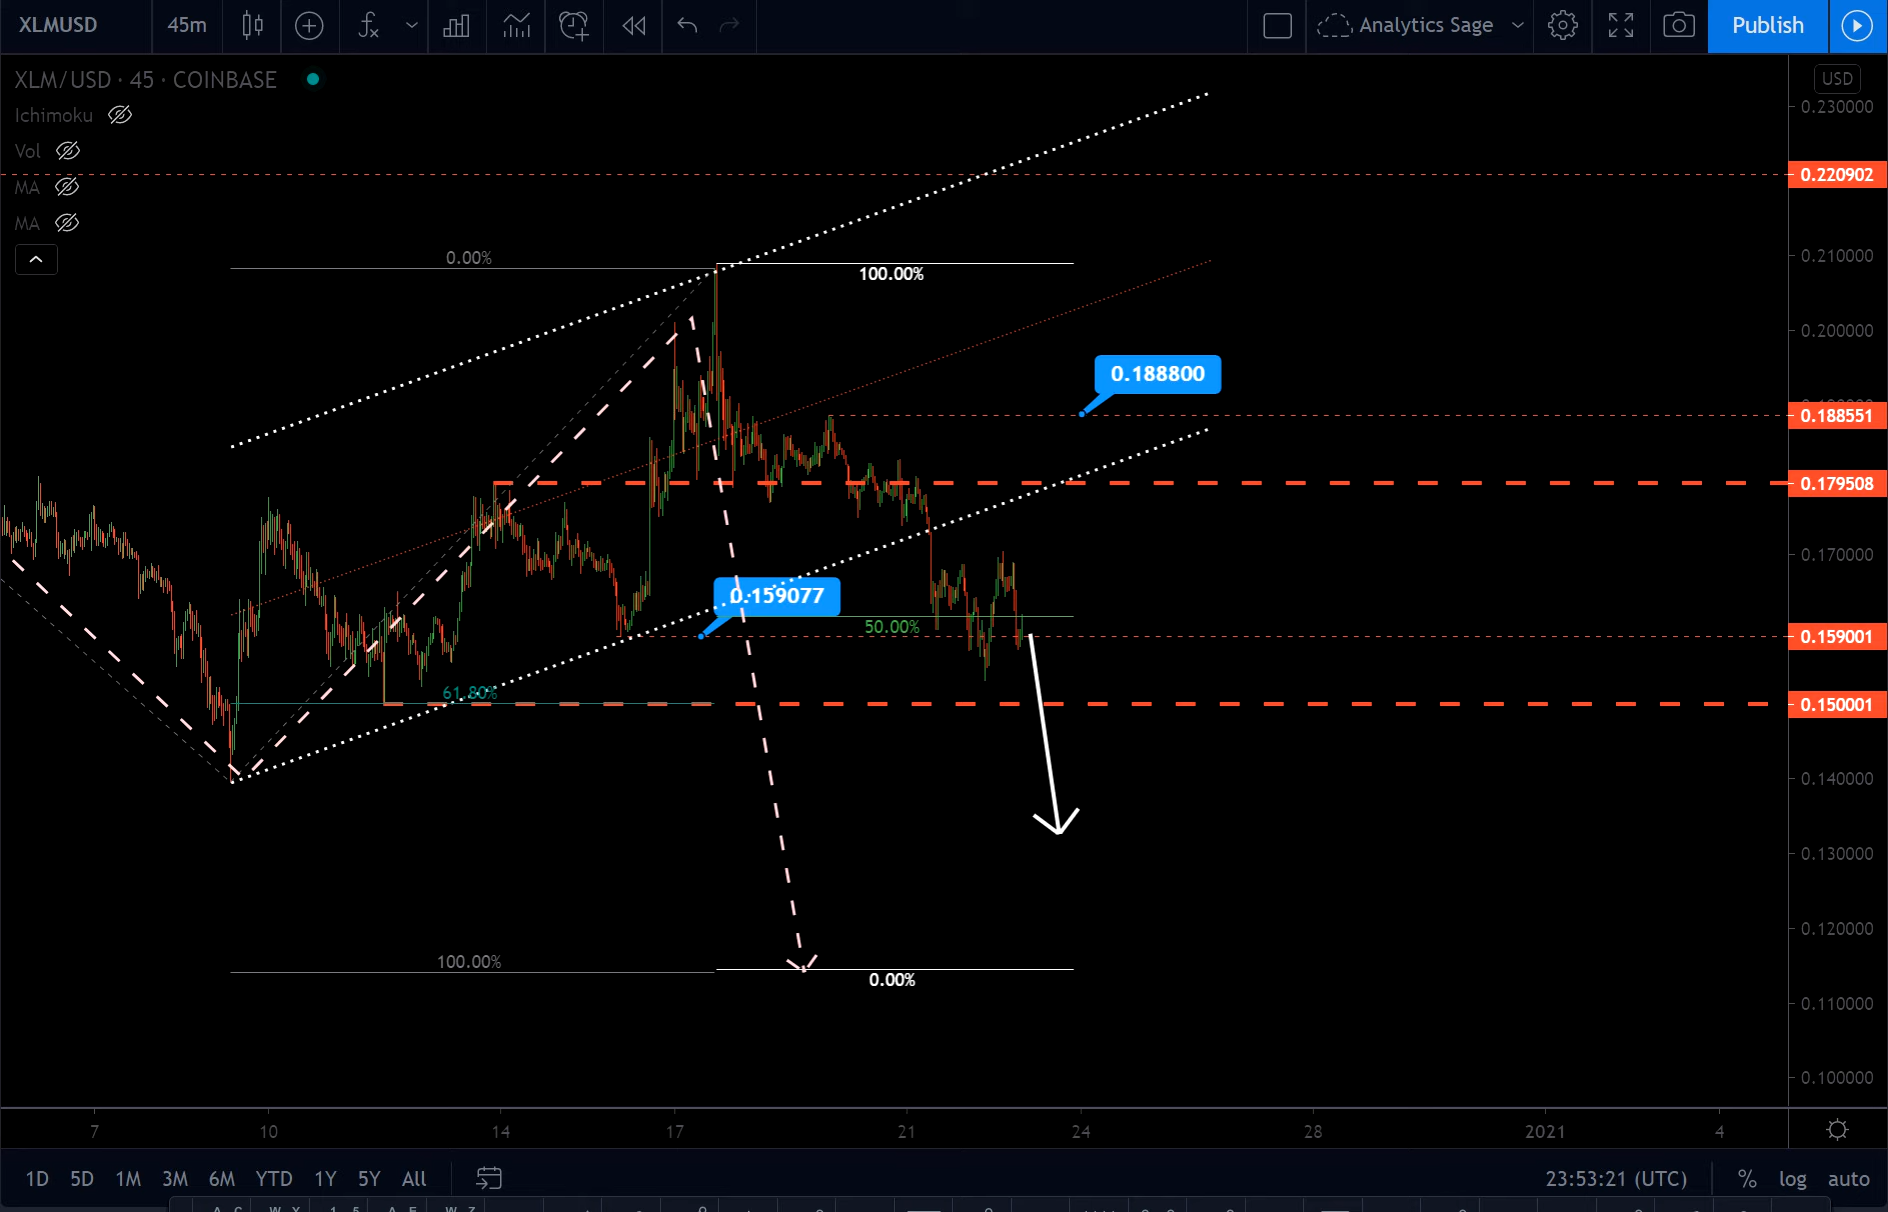 XLMUSD 45m Analytics Sage Publish
XLM/USD · 45 · COINBASE
USD
Ichimoku
0.230000
Vol
0.220902
MA
MA
0.00%
0.210000
100.00%
0.200000
0.188800
0.188551
0.179508
0.170000
0.159077
50.00%
0.159001
61.80%
0.150001
0.140000
0.130000
0.120000
100.00%
0.00%
0.110000
0.100000
7 10 14 17 21 24 28 2021 4
1D 5D 1M 3M 6M YTD 1Y 5Y All 23:53:21 (UTC) % log auto